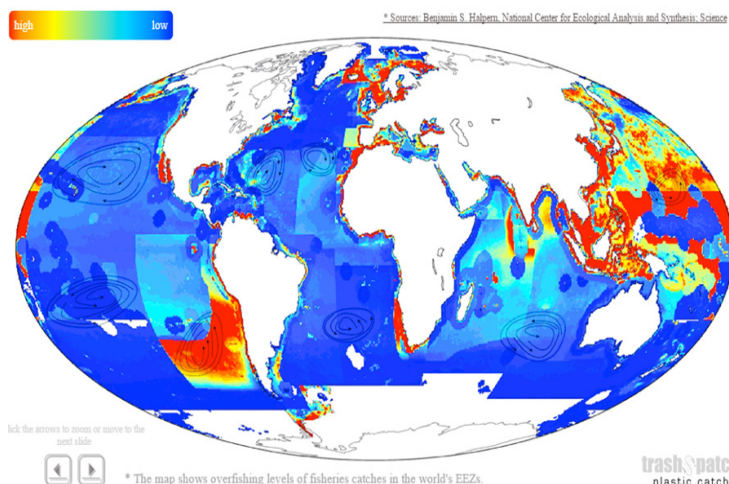 high low
* Sources: Benjamin S. Halpern, National Center for Ecological Analysis and Synthesis; Science
lick the arrows to zoom or move to the
next slide
* The map shows overfishing levels of fisheries catches in the world's EEZs.
trash&patc
plastic catch